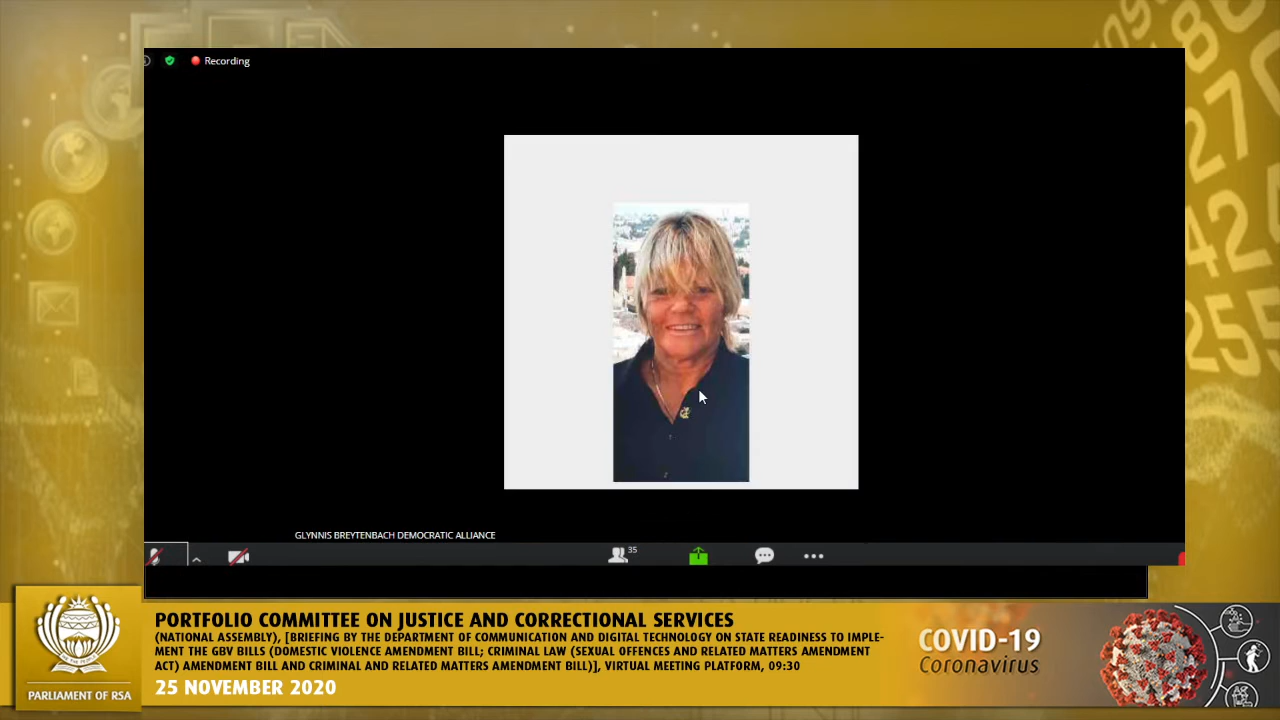 Recording
GLYNNIS BREYTENBACH DEMOCRATIC ALLIANCE
35
PORTFOLIO COMMITTEE ON JUSTICE AND CORRECTIONAL SERVICES
(NATIONAL ASSEMBLY), [BRIEFING BY THE DEPARTMENT OF COMMUNICATION AND DIGITAL TECHNOLOGY ON STATE READINESS TO IMPLE-
MENT THE GBV BILLS (DOMESTIC VIOLENCE AMENDMENT BILL; CRIMINAL LAW (SEXUAL OFFENCES AND RELATED MATTERS AMENDMENT
ACT) AMENDMENT BILL AND CRIMINAL AND RELATED MATTERS AMENDMENT BILL)], VIRTUAL MEETING PLATFORM, 09:30
25 NOVEMBER 2020
PARLIAMENT OF RSA
COVID-19
Coronavirus
27
42
255